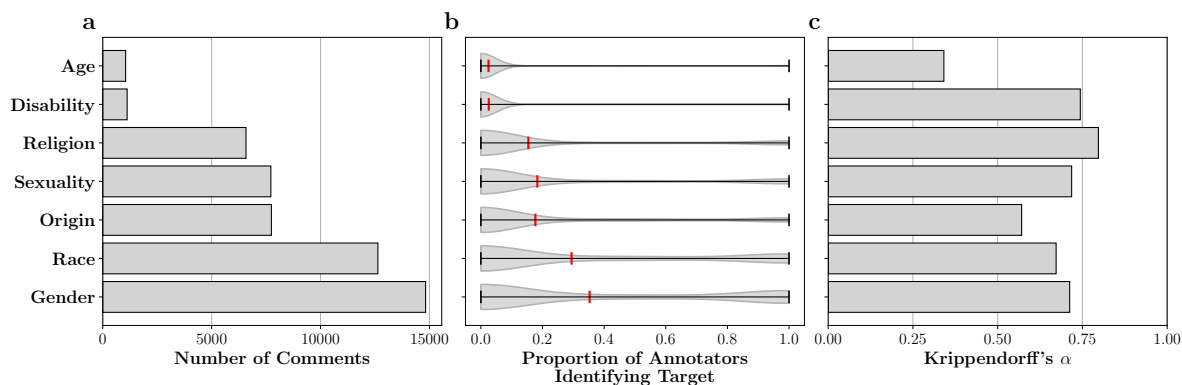 a
b
c
Age
Disability
Religion
Sexuality
Origin
Race
Gender
0 5000 10000 15000
Number of Comments
0.0 0.2 0.4 0.6 0.8 1.0
Proportion of Annotators
Identifying Target
0.00 0.25 0.50 0.75 1.00
Krippendorff's α